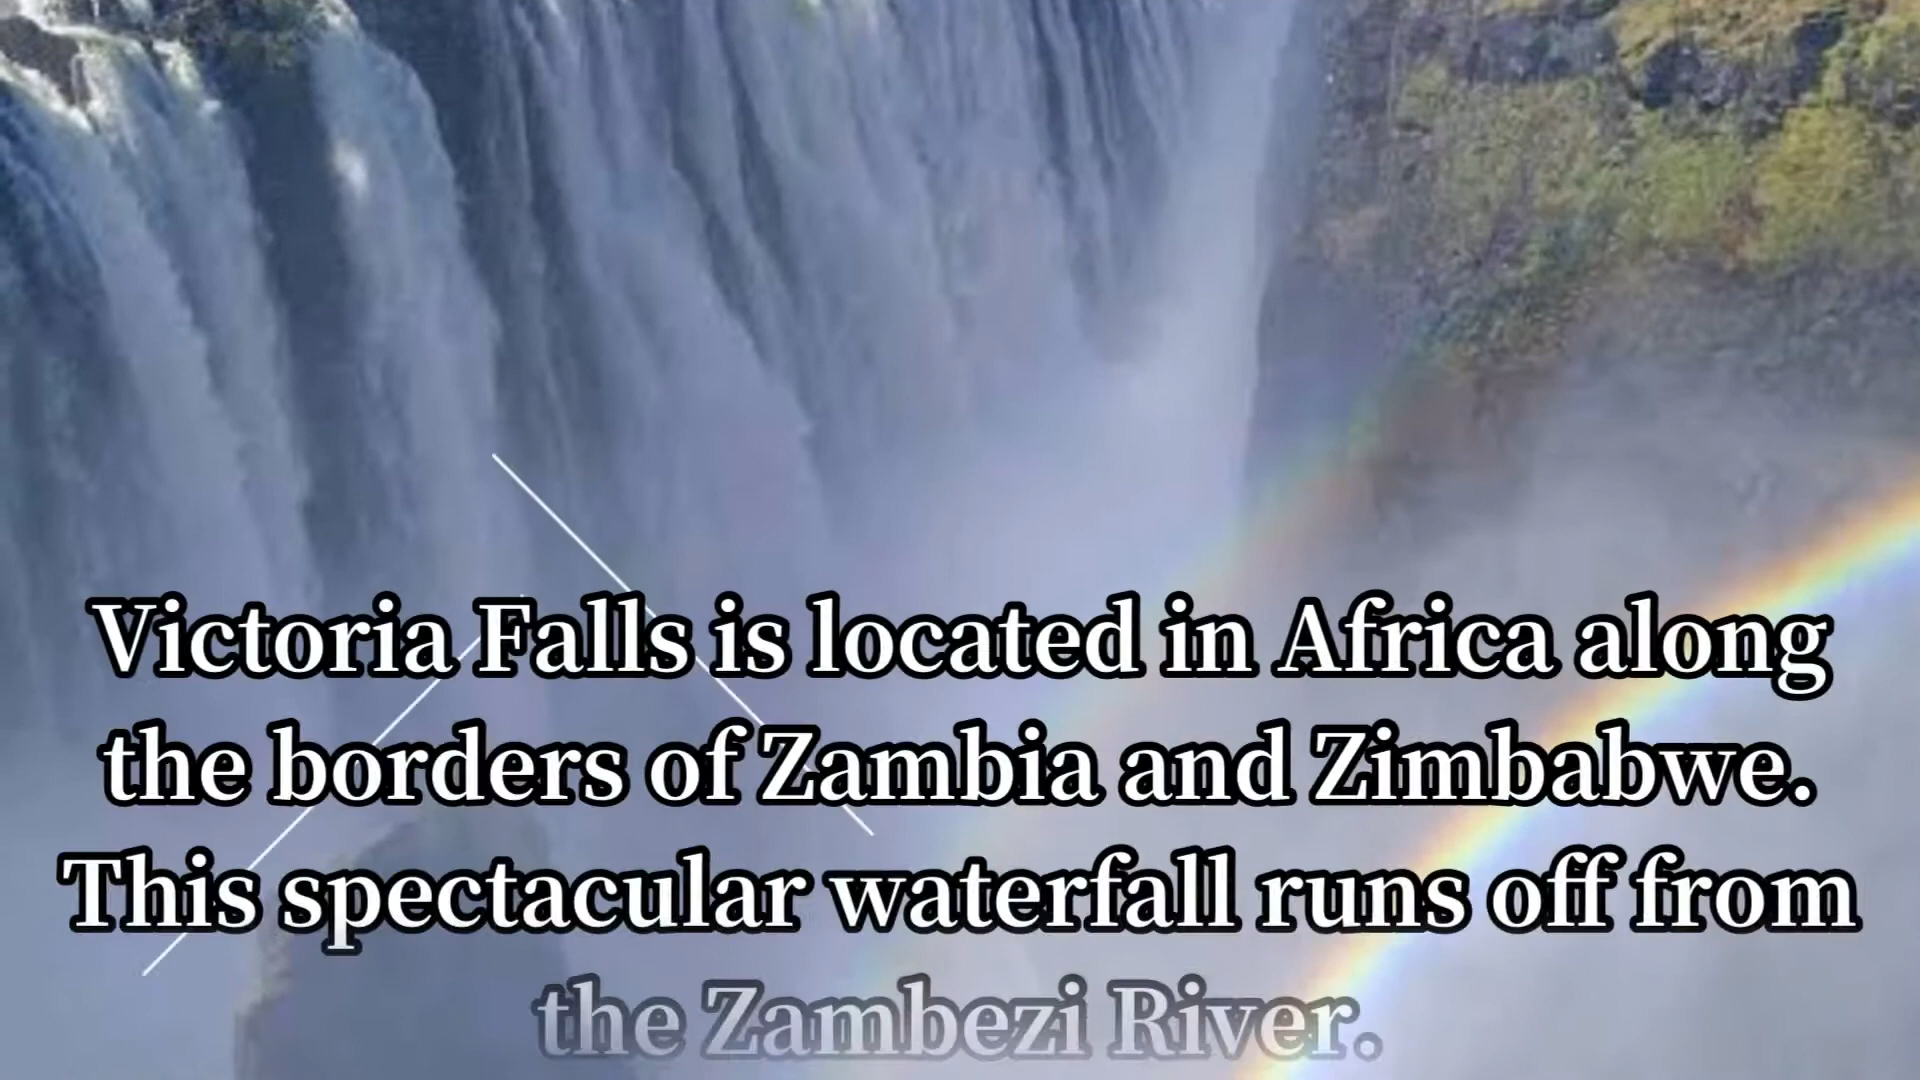 Victoria Falls is located in Africa along
the borders of Zambia and Zimbabwe.
This spectacular waterfall runs off from
the Zambezi River.